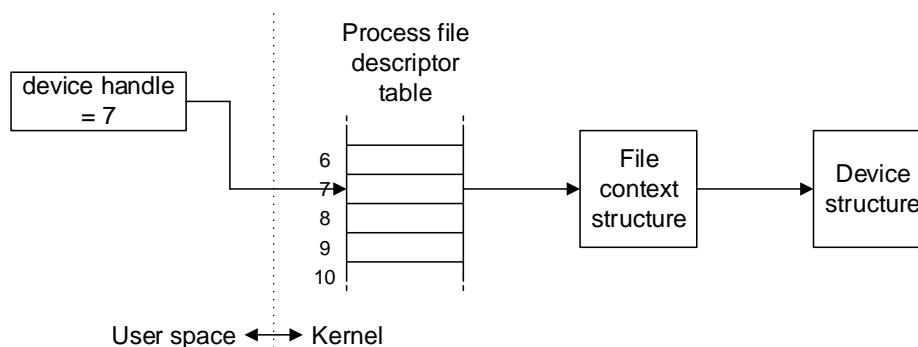 Process file
descriptor
table
device handle
= 7
6
7
8
9
10
File
context
structure
Device
structure
User space
Kernel